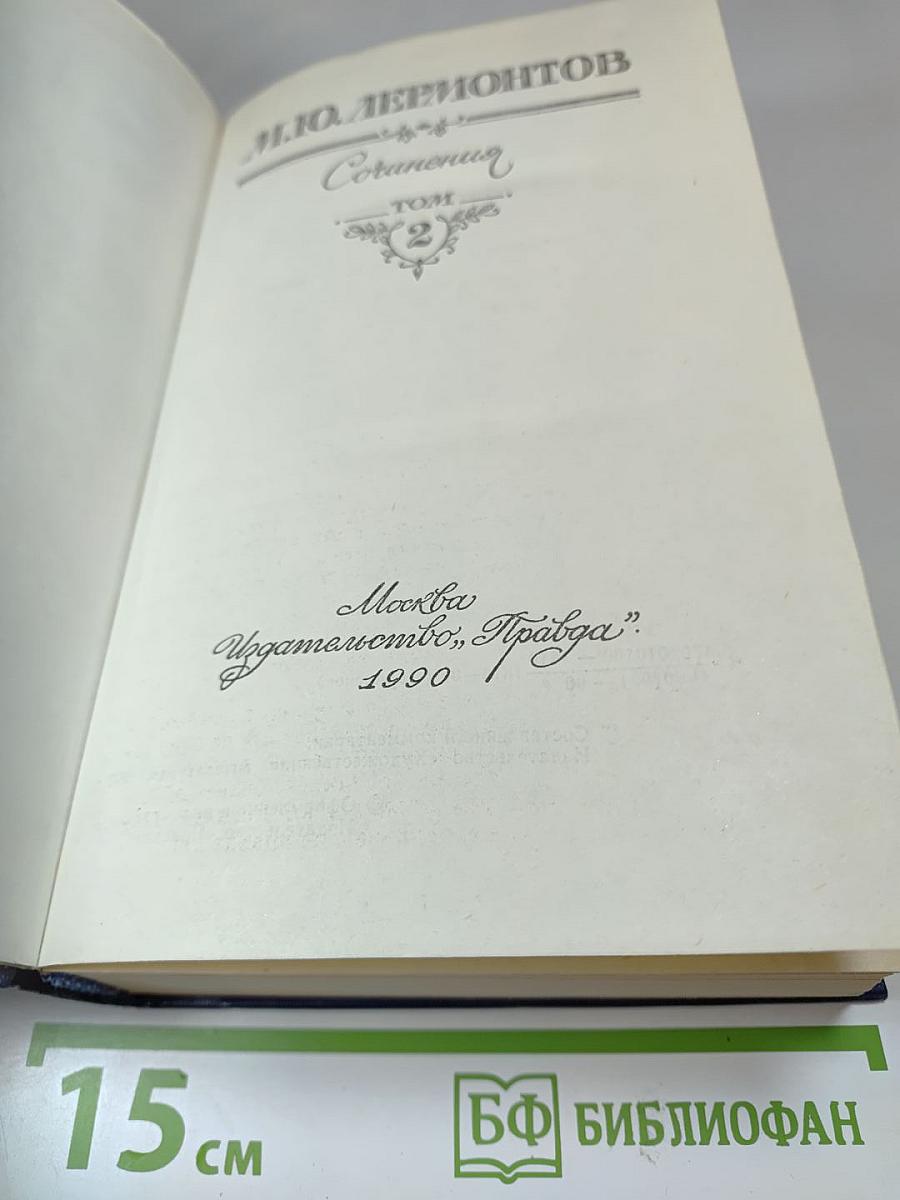 М.Ю. ЛЕРМОНТОВ
Сочинения
ТОМ
2
Москва
Издательство „Правда”.
1990
15 см
БФ БИБЛИОФАН